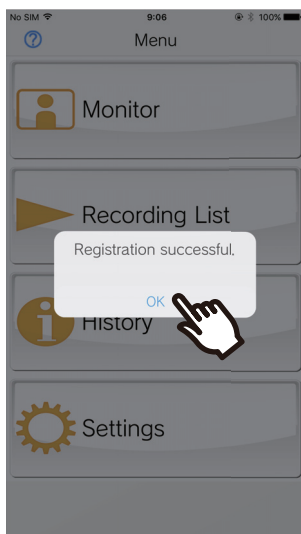 No SIM 9:06 100%
? Menu
Monitor
Recording List
Registration successful.
OK
History
Settings